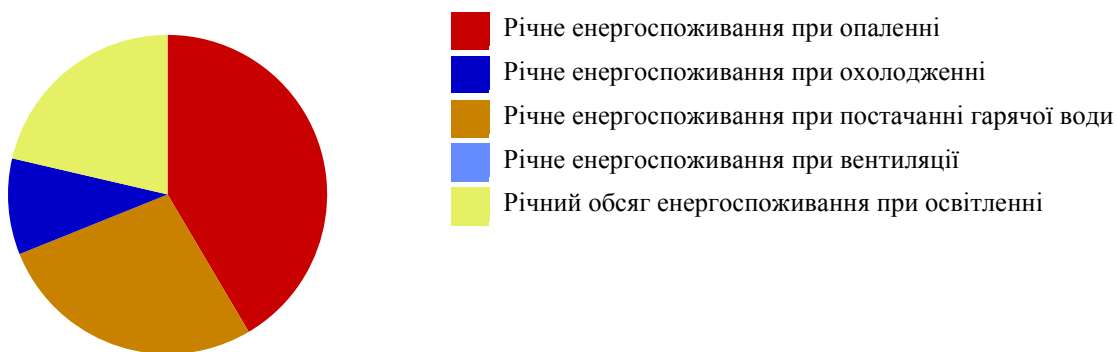 Річне енергоспоживання при опаленні
Річне енергоспоживання при охолодженні
Річне енергоспоживання при постачанні гарячої води
Річне енергоспоживання при вентиляції
Річний обсяг енергоспоживання при освітленні